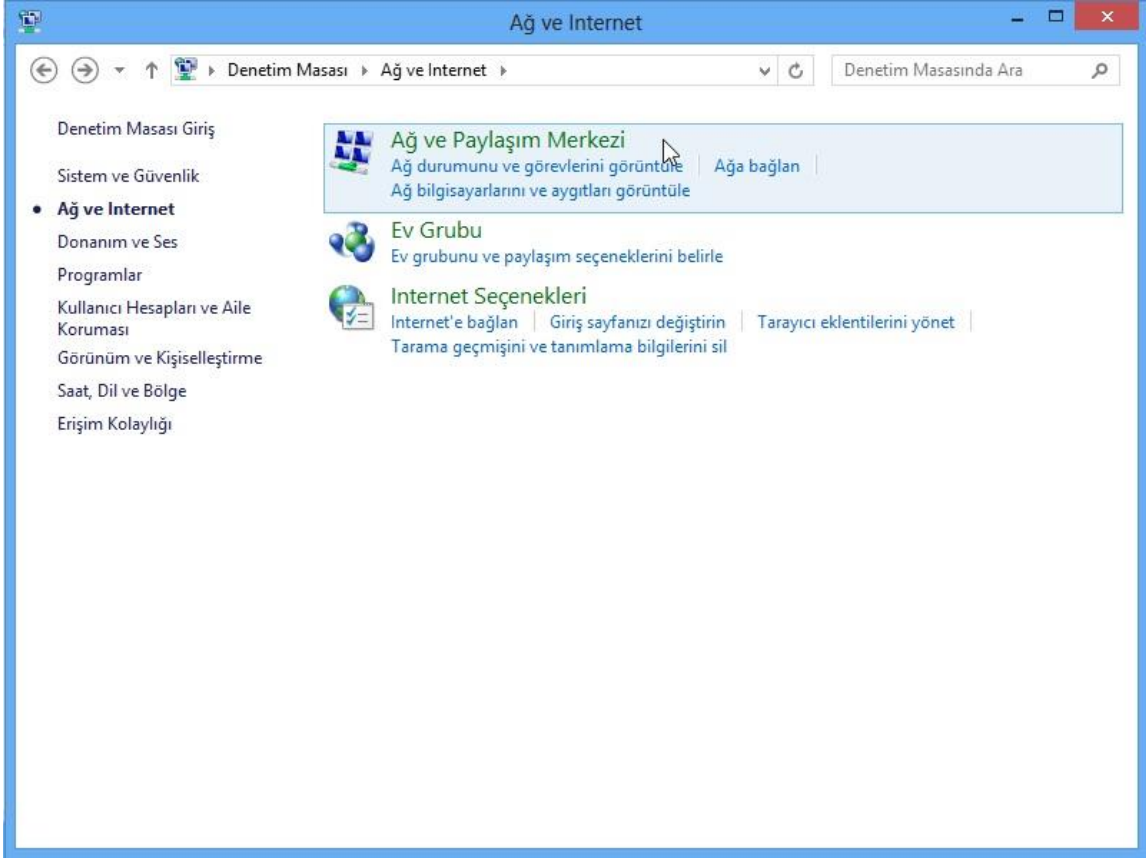 Ağ ve Internet
Denetim Masası Ağ ve Internet
Denetim Masasında Ara
Denetim Masası Giriş
Sistem ve Güvenlik
Ağ ve Internet
Donanım ve Ses
Programlar
Kullanıcı Hesapları ve Aile
Koruması
Görünüm ve Kişiselleştirme
Saat, Dil ve Bölge
Erişim Kolaylığı
Ağ ve Paylaşım Merkezi
Ağ durumunu ve görevlerini görüntüle Ağa bağlan
Ağ bilgisayarlarını ve aygıtları görüntüle
Ev Grubu
Ev grubunu ve paylaşım seçeneklerini belirle
Internet Seçenekleri
Internet'e bağlan Giriş sayfanızı değiştirin Tarayıcı eklentilerini yönet
Tarama geçmişini ve tanımlama bilgilerini sil